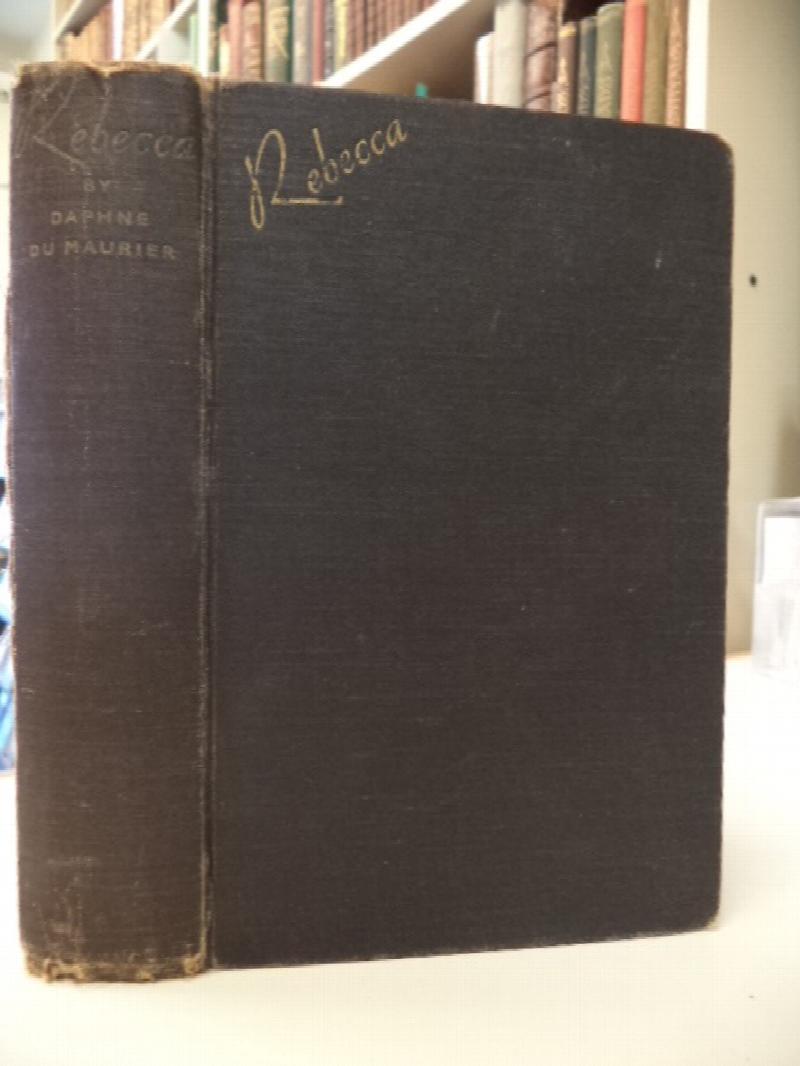 Rebecca
BY
DAPHNE
DU MAURIER
Rebecca